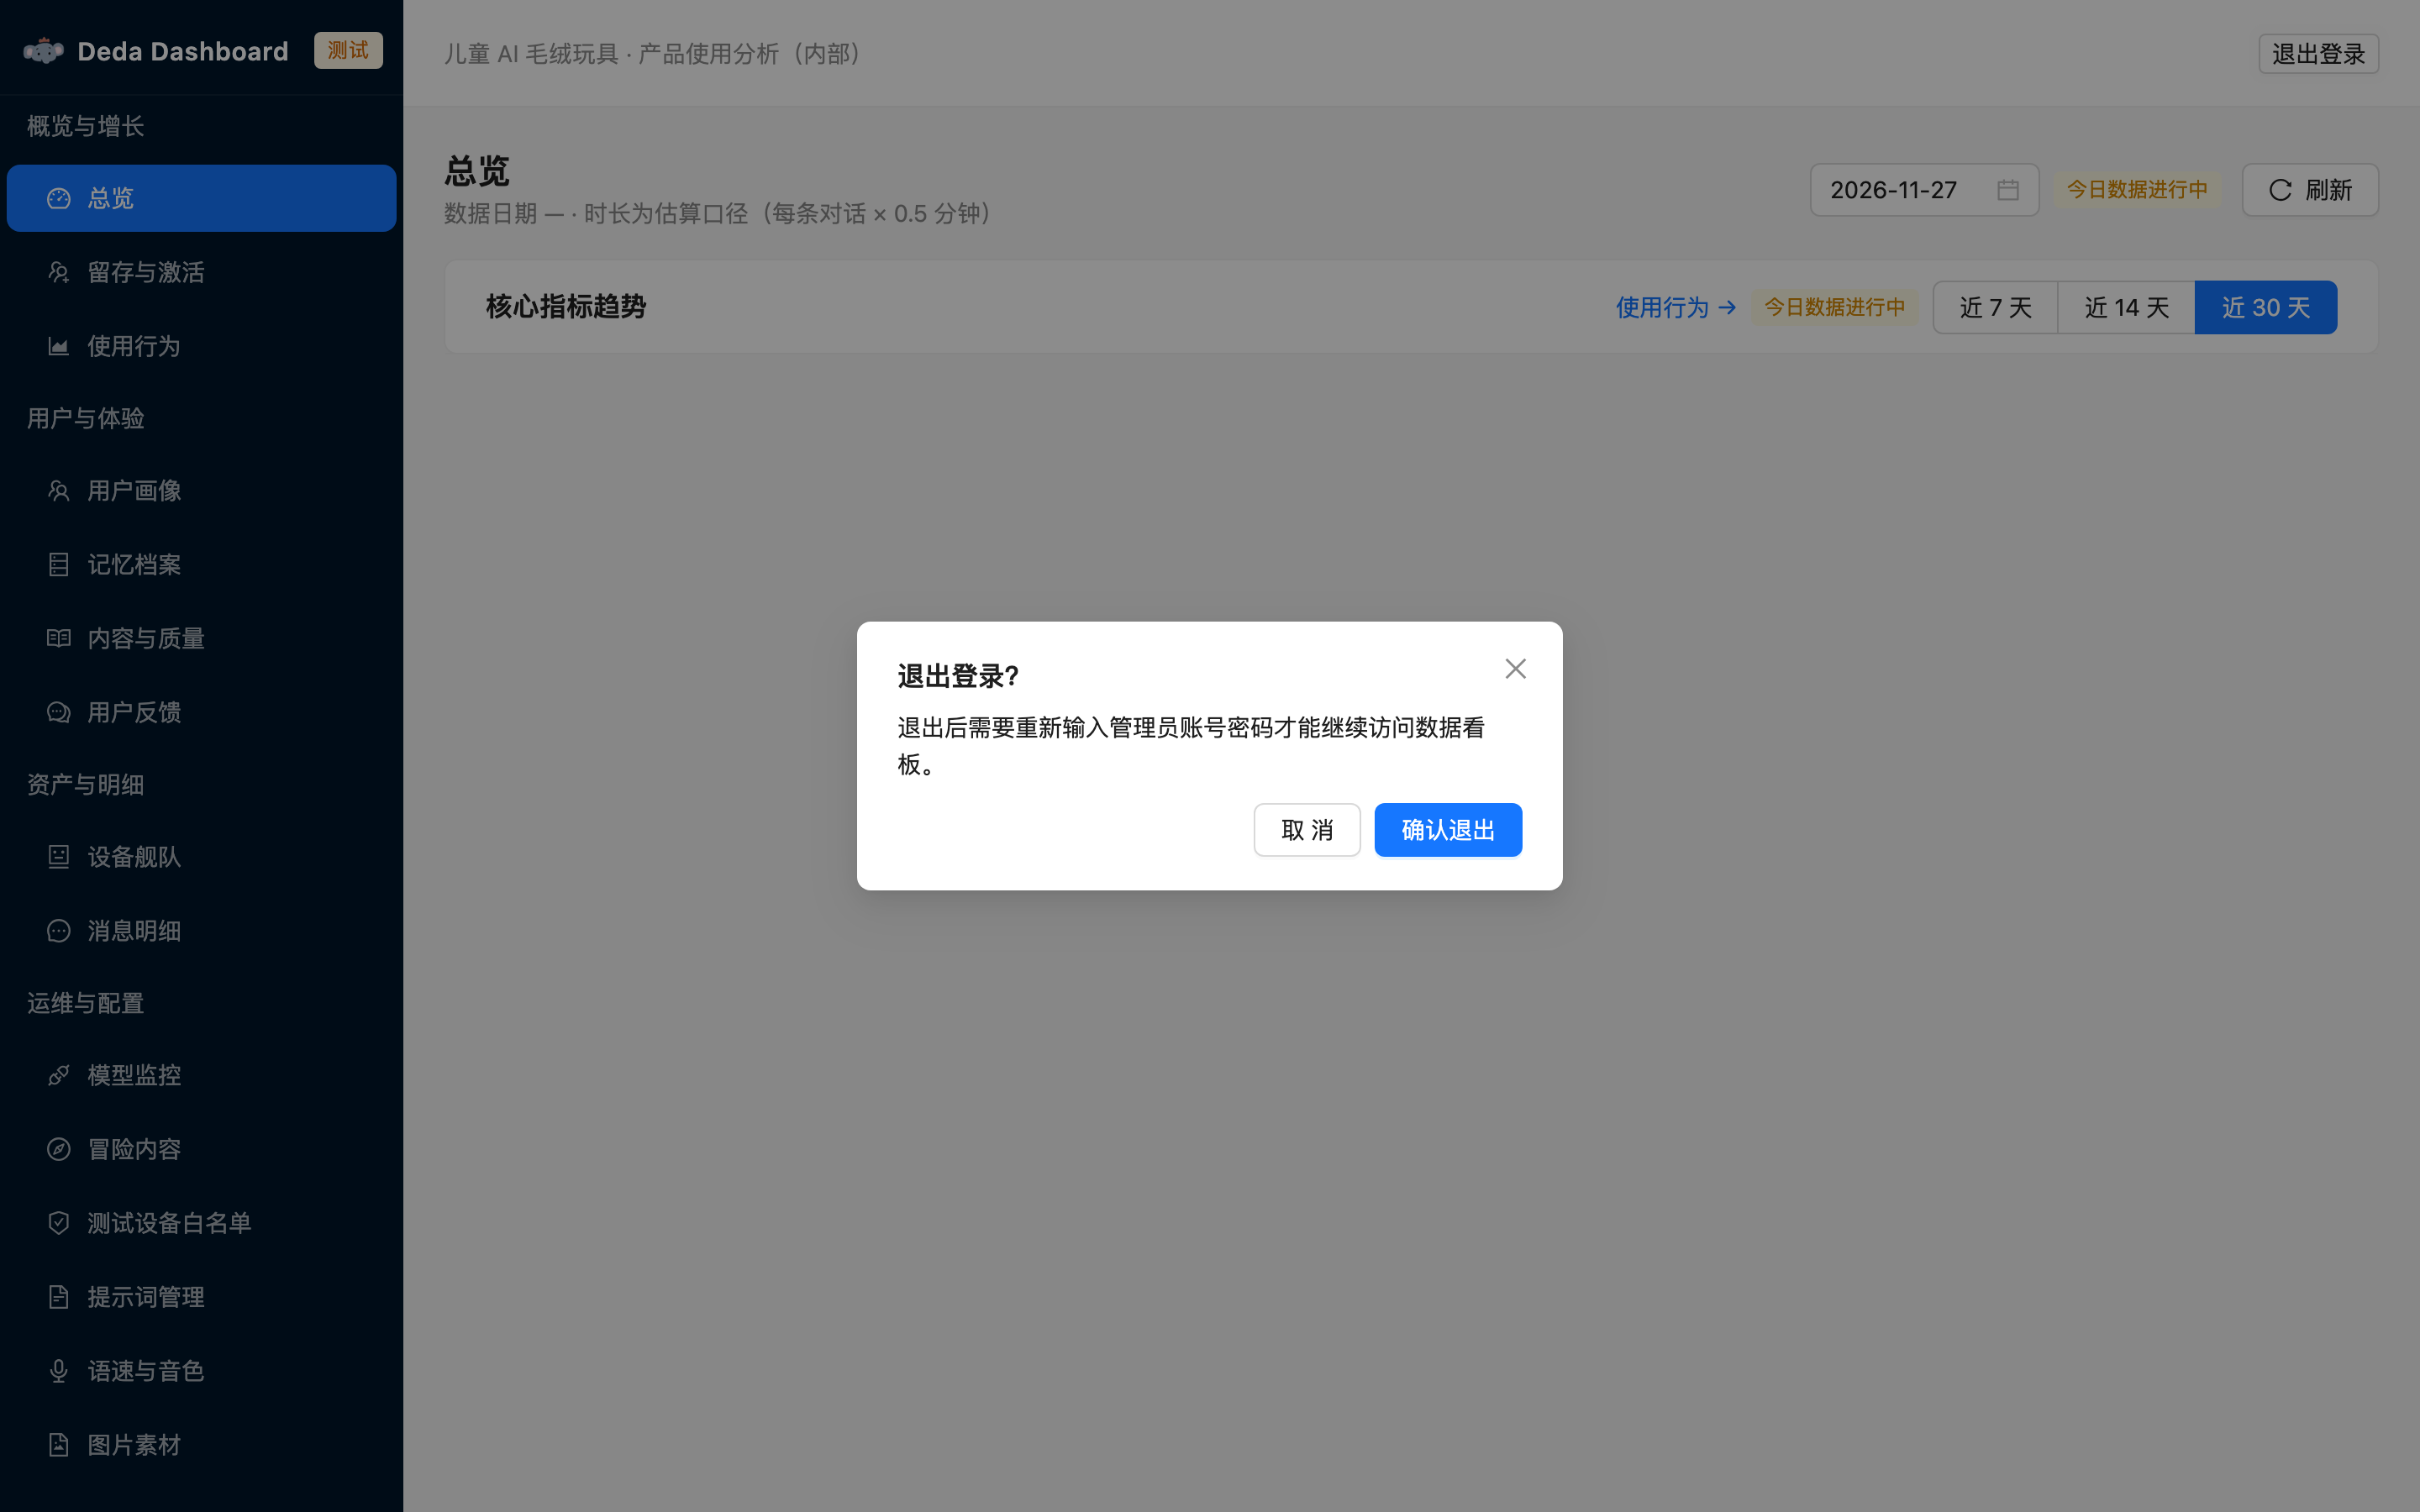 Deda Dashboard
测试
概览与增长
总览
留存与激活
使用行为
用户与体验
用户画像
记忆档案
内容与质量
用户反馈
资产与明细
设备舰队
消息明细
运维与配置
模型监控
冒险内容
测试设备白名单
提示词管理
语速与音色
图片素材
儿童 AI 毛绒玩具 · 产品使用分析（内部）
退出登录
总览
数据日期 — · 时长为估算口径（每条对话 × 0.5 分钟）
2026-11-27
今日数据进行中
刷新
核心指标趋势
使用行为 →
今日数据进行中
近 7 天
近 14 天
近 30 天
退出登录?
退出后需要重新输入管理员账号密码才能继续访问数据看
板。
取 消
确认退出